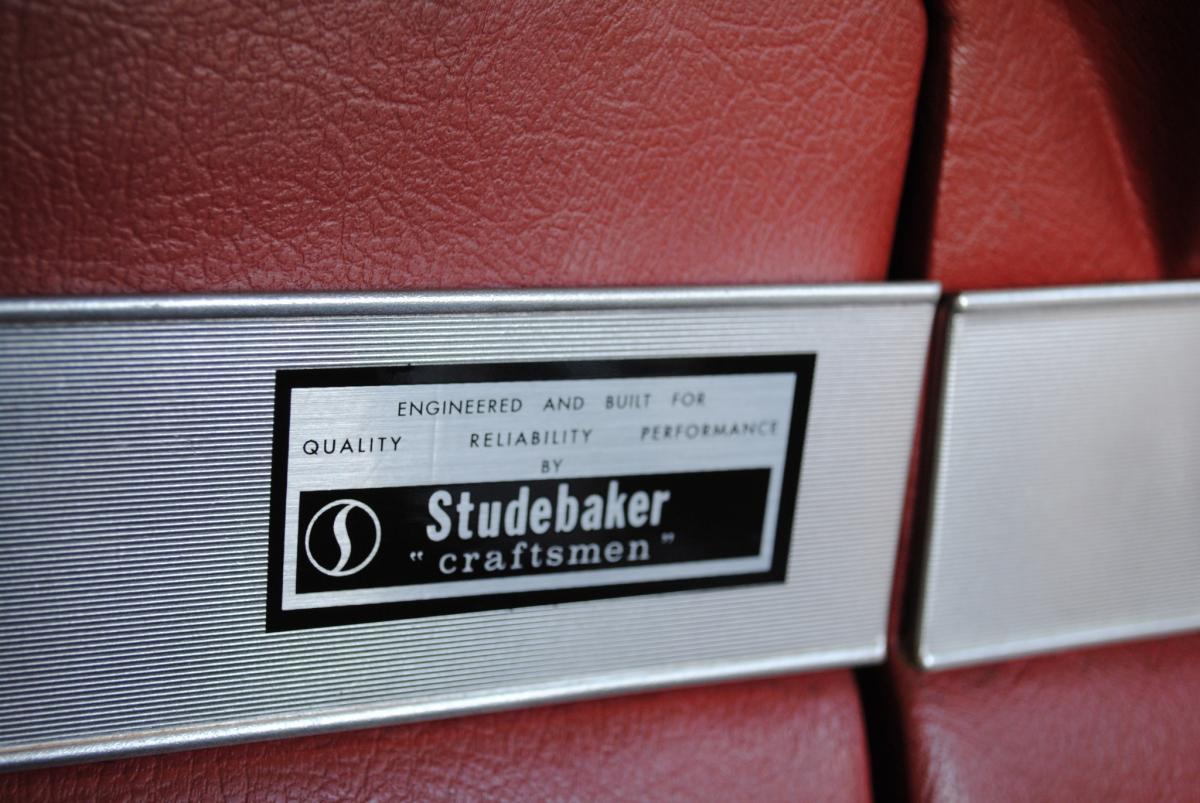 ENGINEERED AND BUILT FOR
QUALITY RELIABILITY PERFORMANCE
BY
Studebaker
"craftsmen"